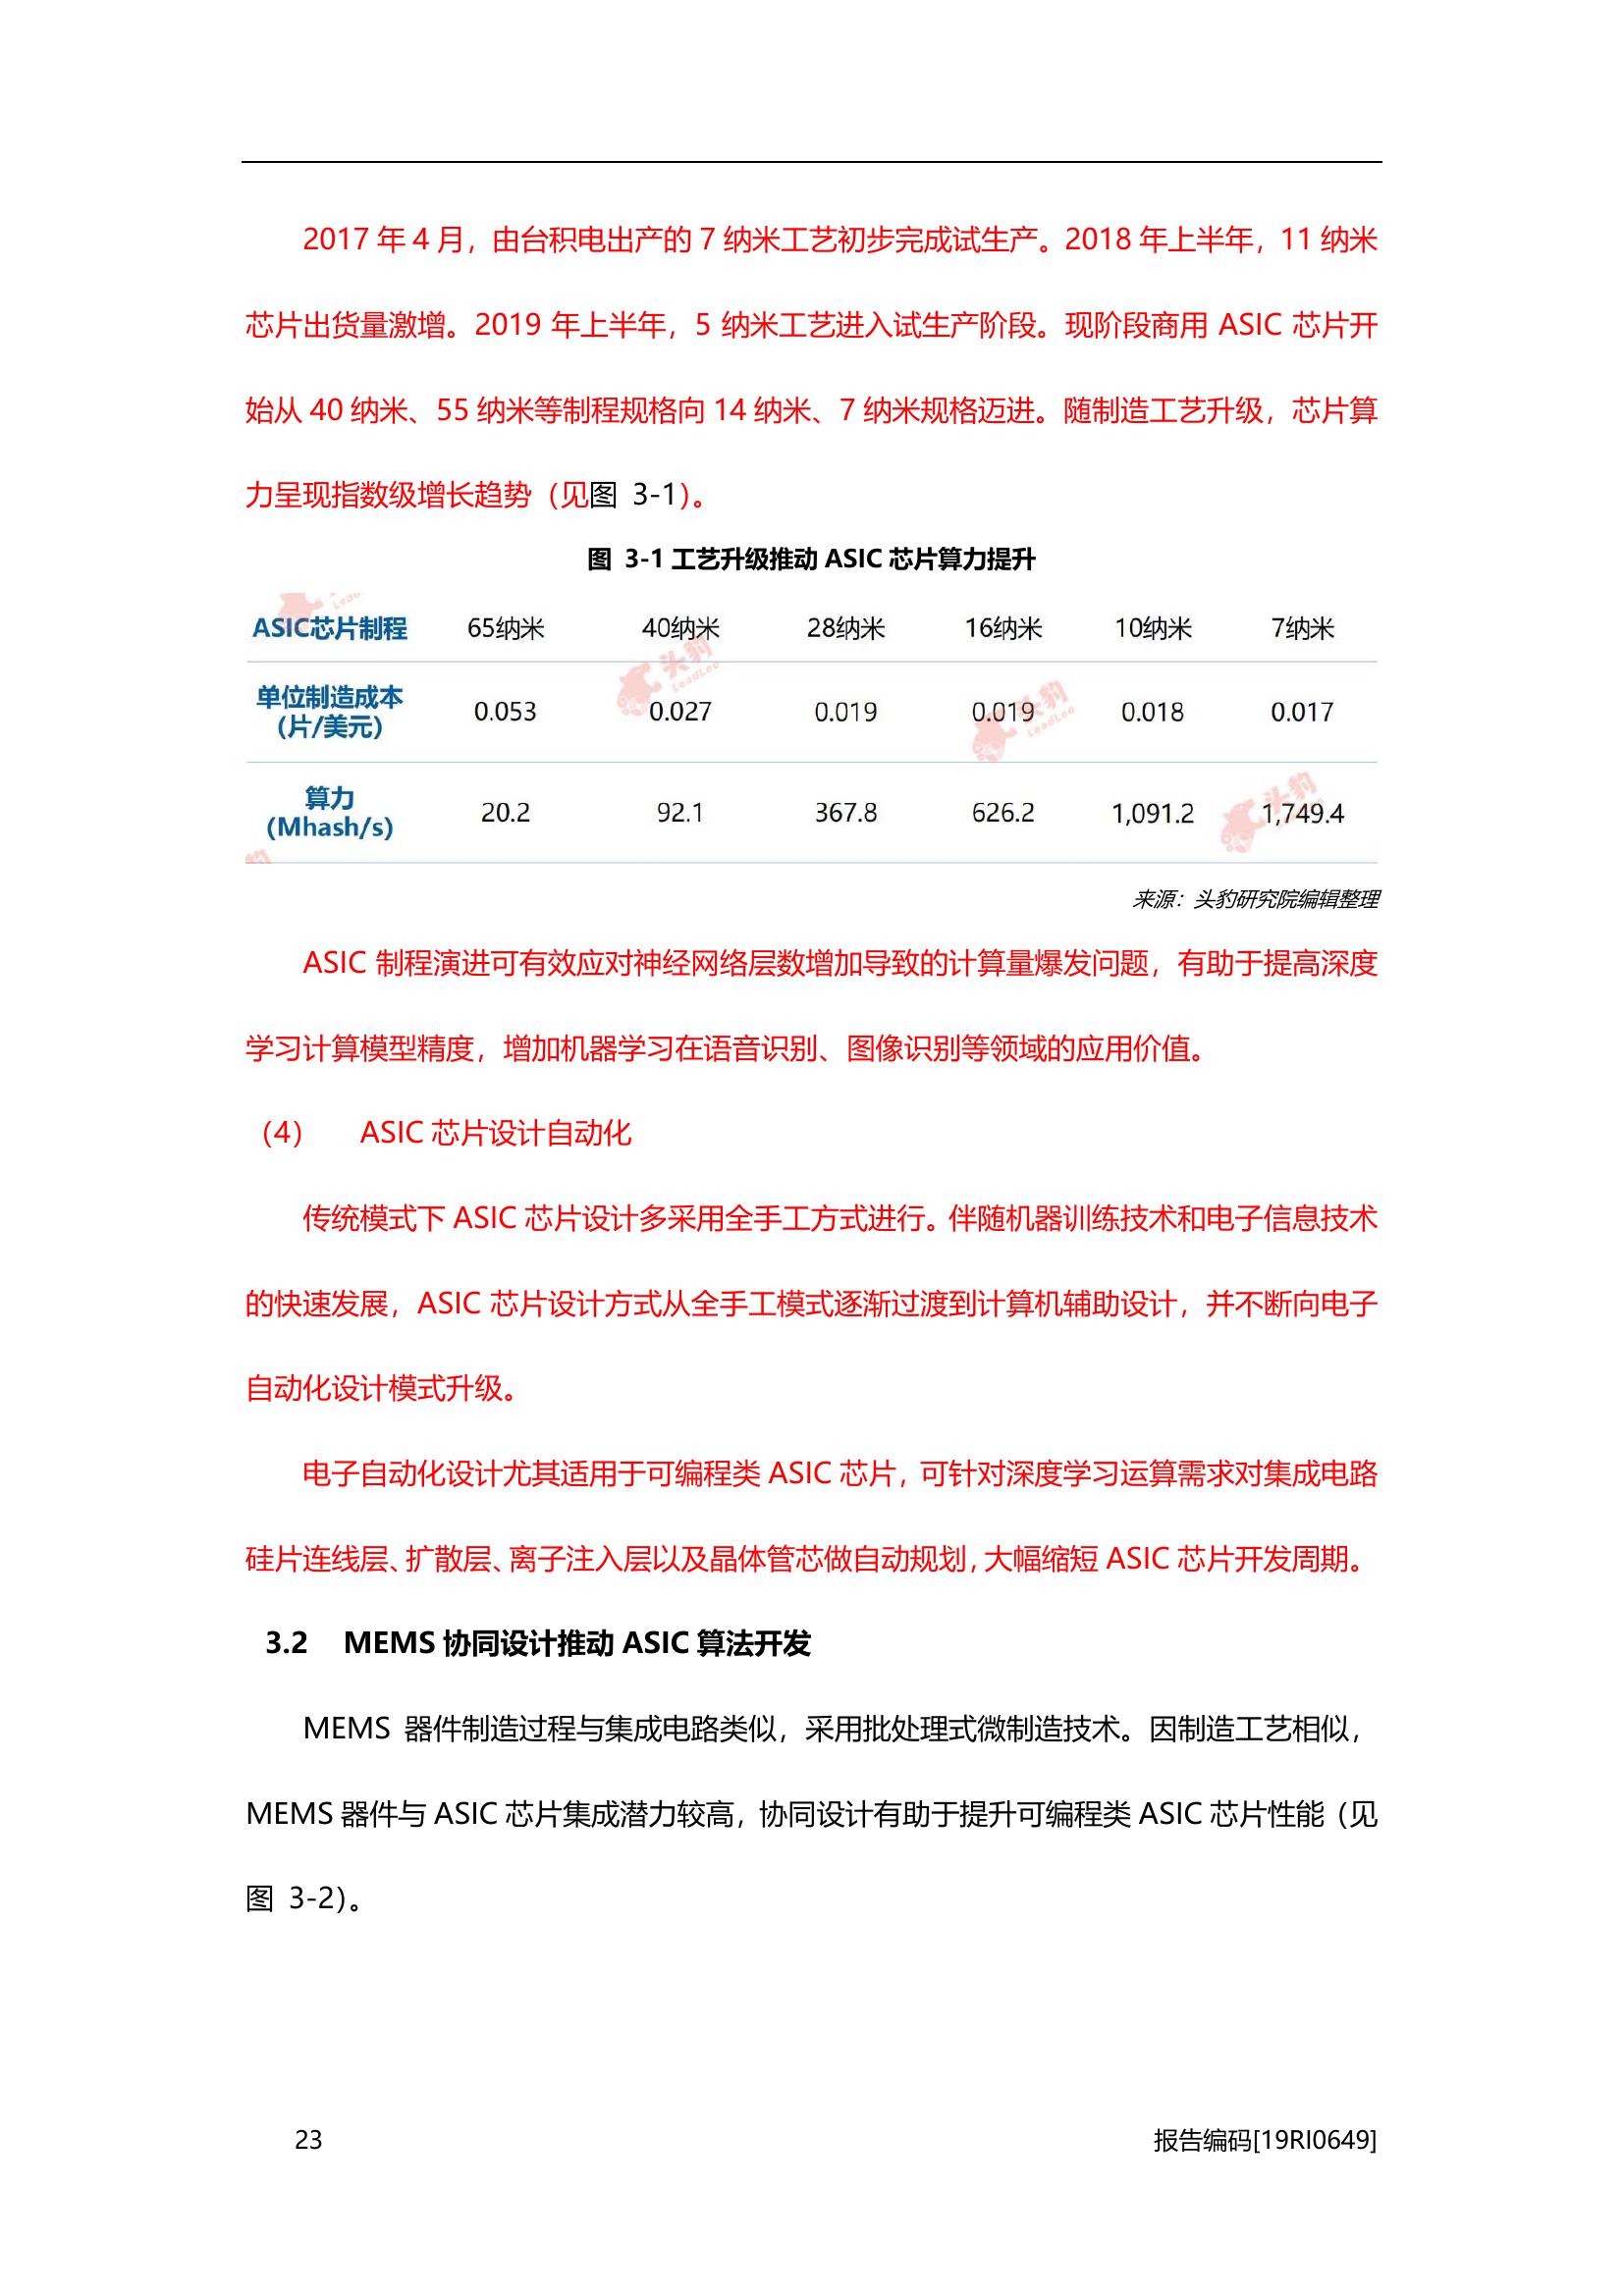 2017 年 4 月，由台积电出产的 7 纳米工艺初步完成试生产。2018 年上半年，11 纳米
芯片出货量激增。2019 年上半年，5 纳米工艺进入试生产阶段。现阶段商用 ASIC 芯片开
始从 40 纳米、55 纳米等制程规格向 14 纳米、7 纳米规格迈进。随制造工艺升级，芯片算
力呈现指数级增长趋势（见图 3-1）。
图 3-1 工艺升级推动 ASIC 芯片算力提升
ASIC芯片制程 65纳米 40纳米 28纳米 16纳米 10纳米 7纳米
单位制造成本
(片/美元) 0.053 0.027 0.019 0.019 0.018 0.017
算力
(Mhash/s) 20.2 92.1 367.8 626.2 1,091.2 1,749.4
头豹
LeadLeo
头豹
LeadLeo
头豹
来源：头豹研究院编辑整理
ASIC 制程演进可有效应对神经网络层数增加导致的计算量爆发问题，有助于提高深度
学习计算模型精度，增加机器学习在语音识别、图像识别等领域的应用价值。
（4） ASIC 芯片设计自动化
传统模式下 ASIC 芯片设计多采用全手工方式进行。伴随机器训练技术和电子信息技术
的快速发展，ASIC 芯片设计方式从全手工模式逐渐过渡到计算机辅助设计，并不断向电子
自动化设计模式升级。
电子自动化设计尤其适用于可编程类 ASIC 芯片，可针对深度学习运算需求对集成电路
硅片连线层、扩散层、离子注入层以及晶体管芯做自动规划，大幅缩短 ASIC 芯片开发周期。
3.2 MEMS 协同设计推动 ASIC 算法开发
MEMS 器件制造过程与集成电路类似，采用批处理式微制造技术。因制造工艺相似，
MEMS 器件与 ASIC 芯片集成潜力较高，协同设计有助于提升可编程类 ASIC 芯片性能（见
图 3-2）。
23 报告编码[19RI0649]